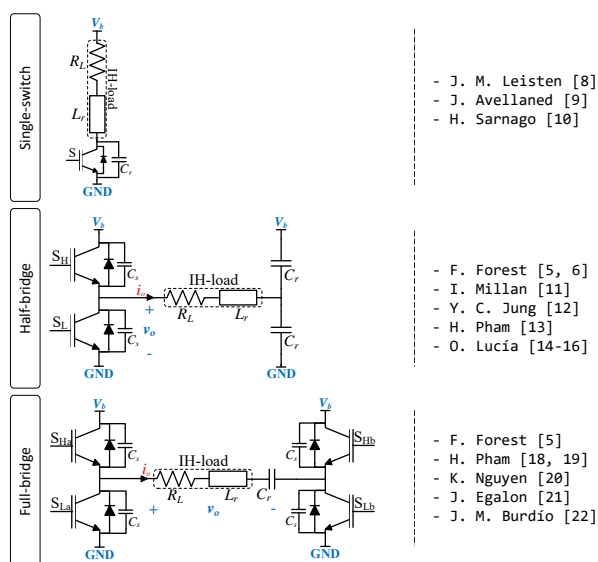 Single-switch
V_b
R_L
IH-load
L_r
S
C_r
GND
- J. M. Leisten [8]
- J. Avellaned [9]
- H. Sarnago [10]
Half-bridge
V_b
S_H
C_s
i_o
+
v_o
-
S_L
C_s
GND
IH-load
R_L
L_r
V_b
C_r
C_r
GND
- F. Forest [5, 6]
- I. Millan [11]
- Y. C. Jung [12]
- H. Pham [13]
- O. Lucía [14-16]
Full-bridge
V_b
S_Ha
C_s
i_o
S_La
C_s
GND
IH-load
R_L
L_r
C_r
+
v_o
-
V_b
S_Hb
C_s
S_Lb
C_s
GND
- F. Forest [5]
- H. Pham [18, 19]
- K. Nguyen [20]
- J. Egalon [21]
- J. M. Burdío [22]